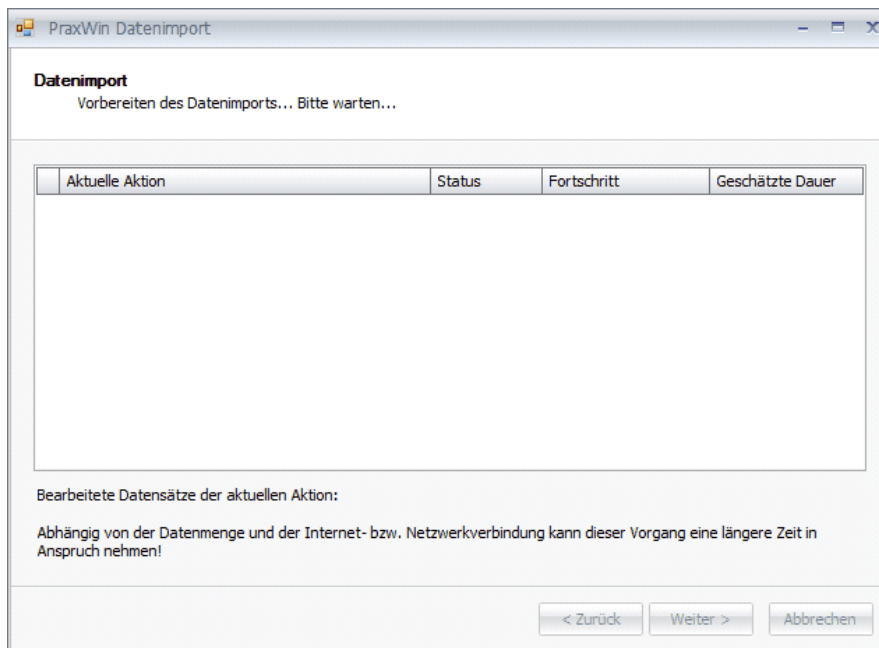 PraxWin Datenimport
Datenimport
Vorbereiten des Datenimports... Bitte warten...
Aktuelle Aktion Status Fortschritt Geschätzte Dauer
Bearbeitete Datensätze der aktuellen Aktion:
Abhängig von der Datenmenge und der Internet- bzw. Netzwerkverbindung kann dieser Vorgang eine längere Zeit in
Anspruch nehmen!
< Zurück Weiter > Abbrechen